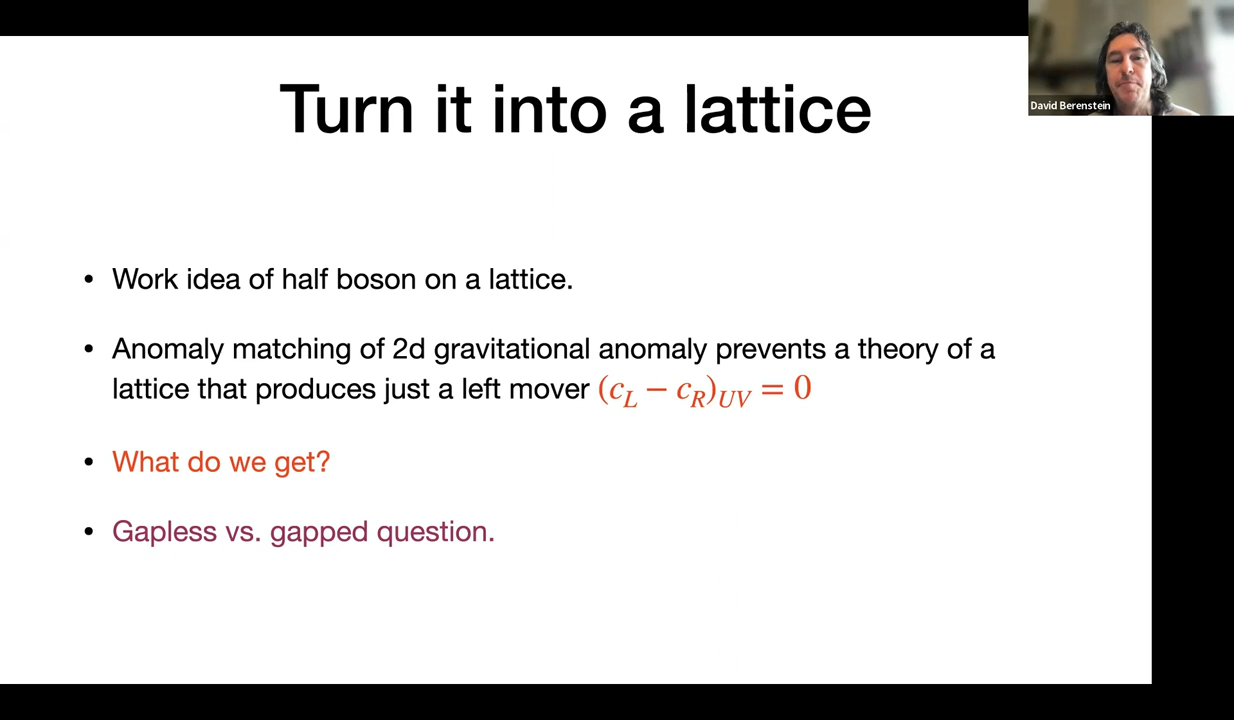 Turn it into a lattice
David Berenstein
• Work idea of half boson on a lattice.
• Anomaly matching of 2d gravitational anomaly prevents a theory of a
lattice that produces just a left mover $(c_L - c_R)_{UV} = 0$
• What do we get?
• Gapless vs. gapped question.